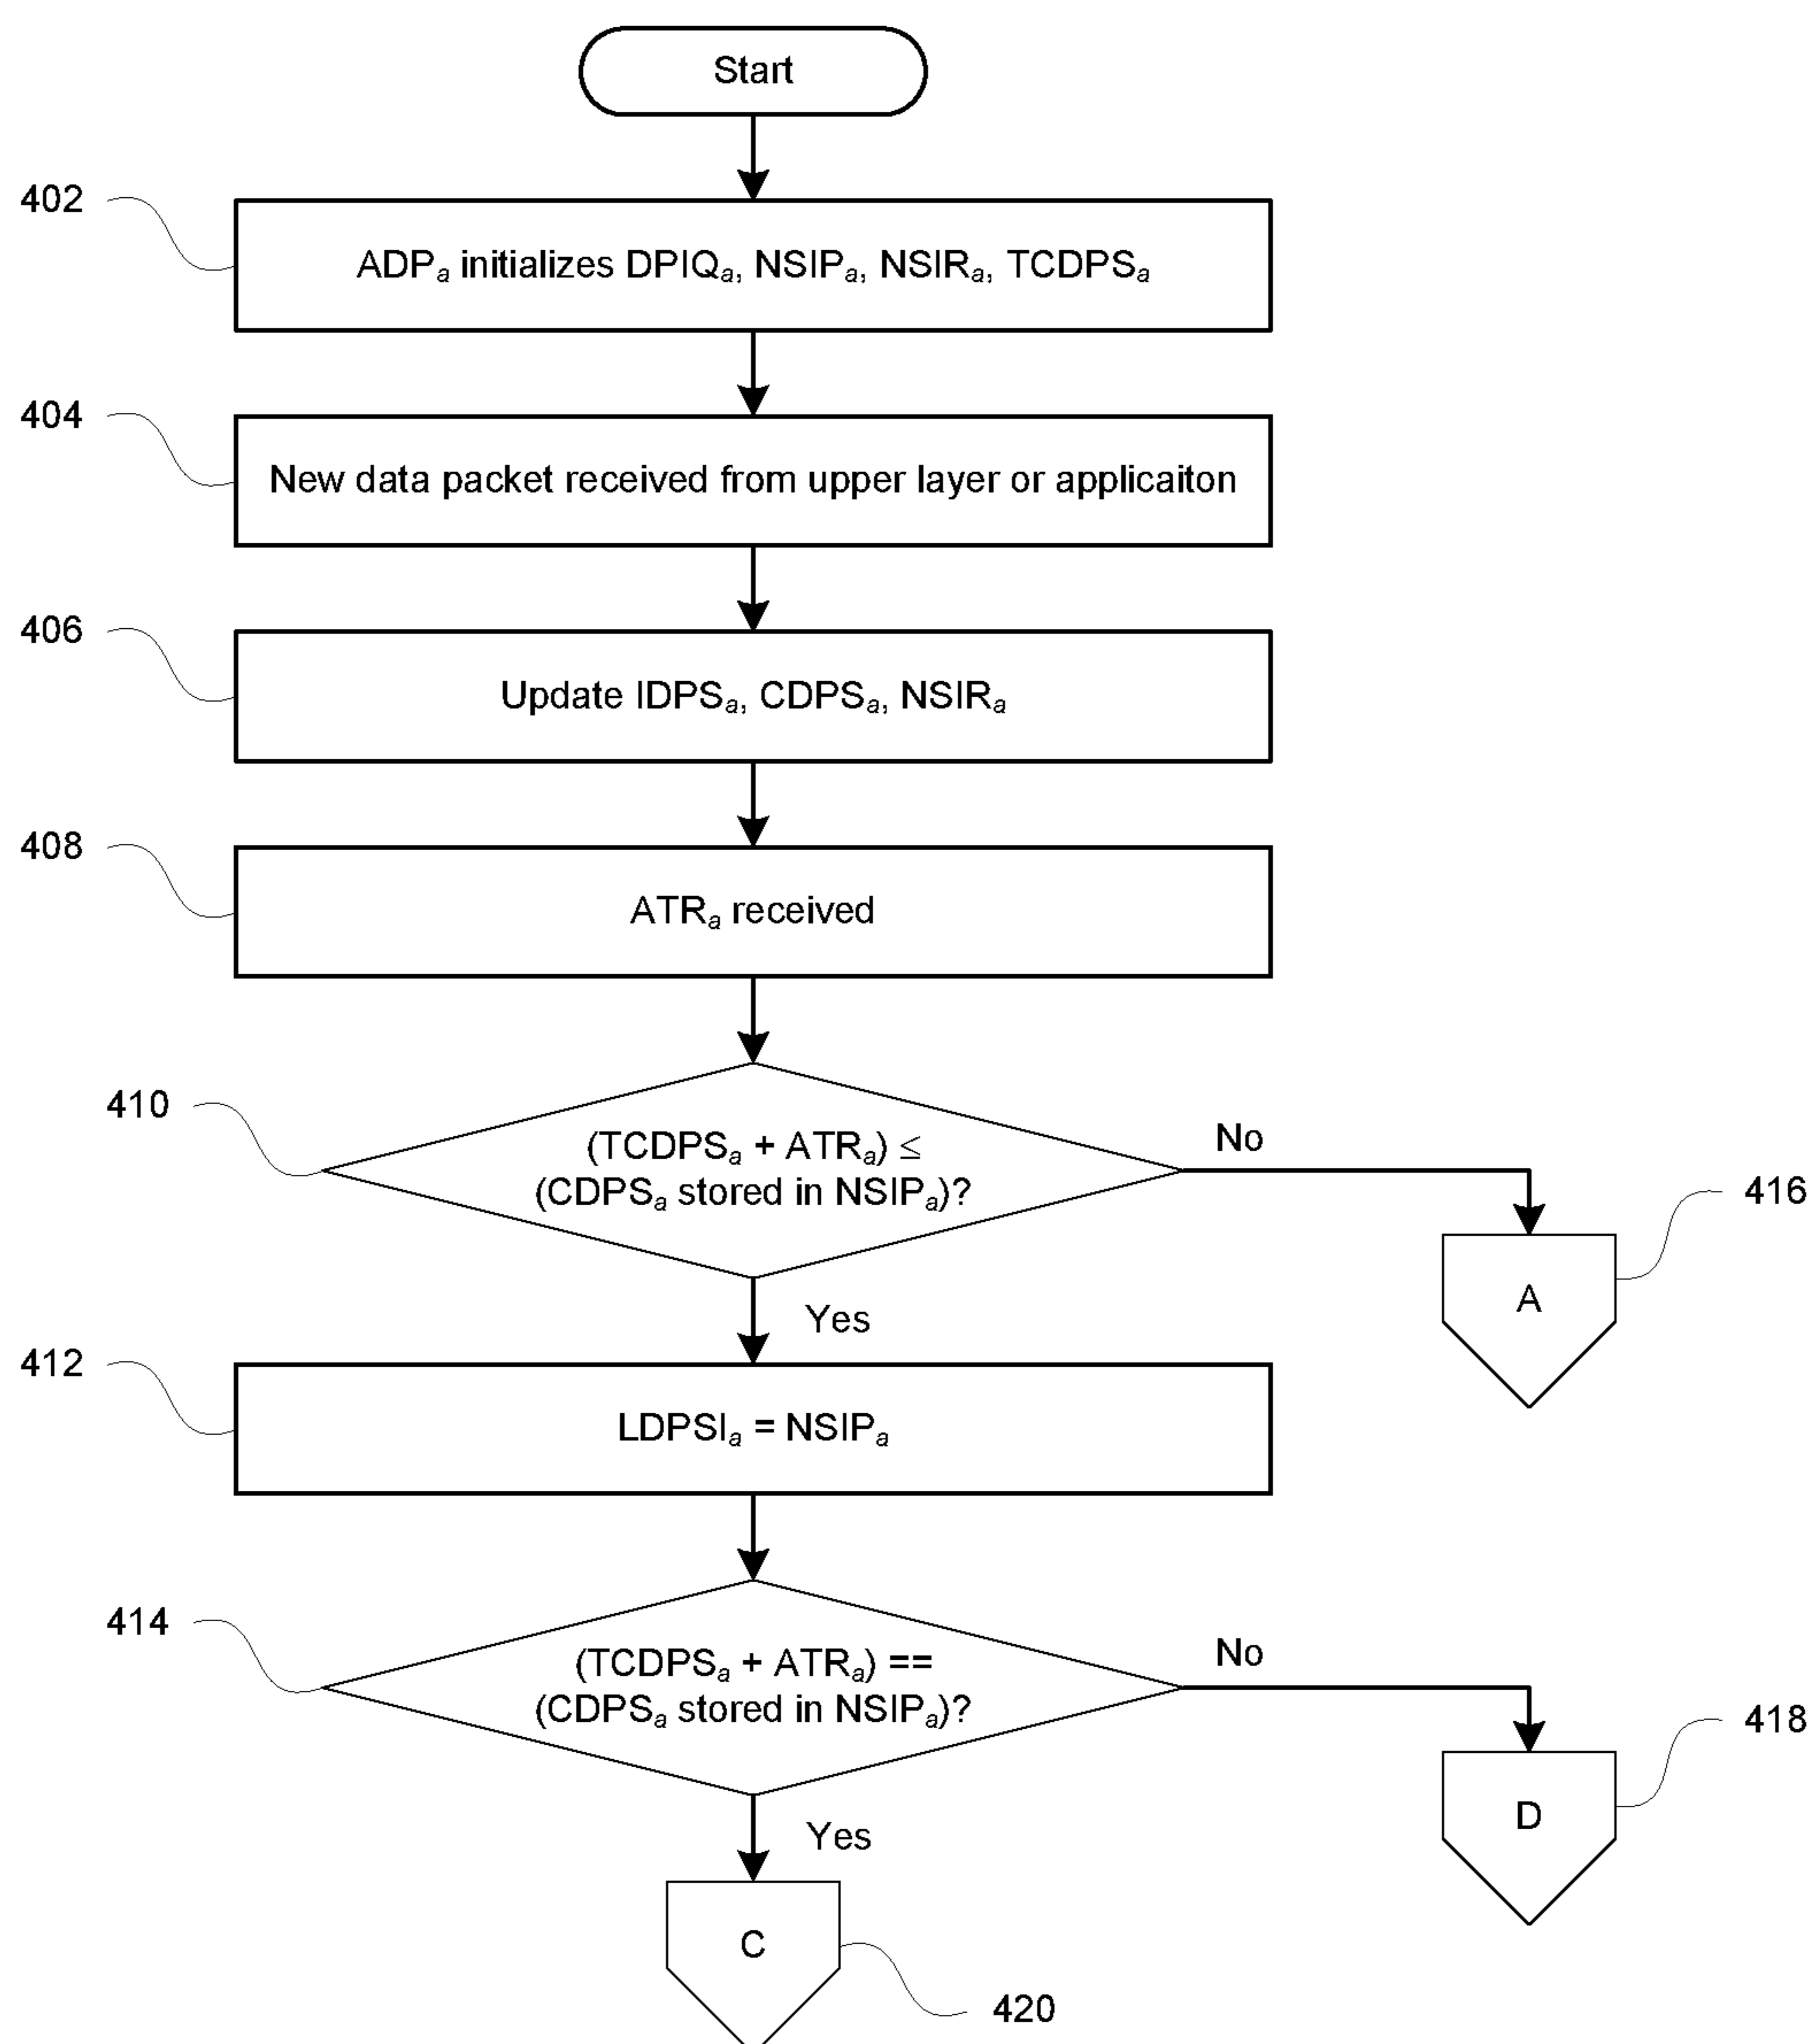 Start
402
ADPa initializes DPIQa, NSIPa, NSIRa, TCDPSa
404
New data packet received from upper layer or applicaiton
406
Update IDPSa, CDPSa, NSIRa
408
ATRa received
410
(TCDPSa + ATRa) ≤
(CDPSa stored in NSIPa)?
No
416
A
Yes
412
LDPSIa = NSIPa
414
(TCDPSa + ATRa) ==
(CDPSa stored in NSIPa)?
No
418
D
Yes
C
420